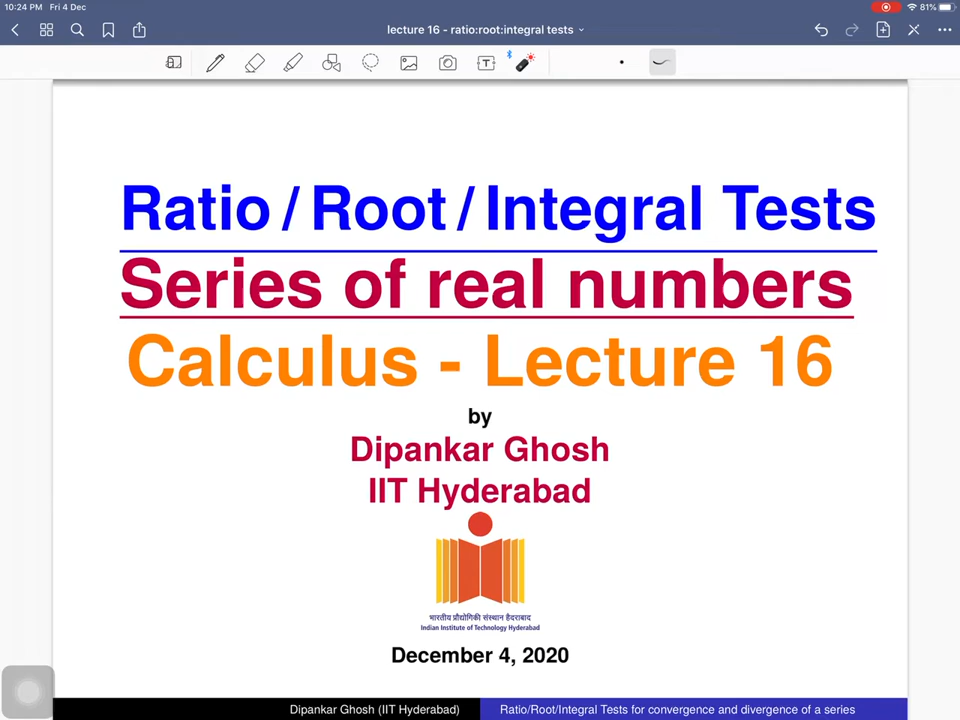 10:24 PM Fri 4 Dec
81%
lecture 16 - ratio:root:integral tests
T
Ratio / Root / Integral Tests
Series of real numbers
Calculus - Lecture 16
by
Dipankar Ghosh
IIT Hyderabad
भारतीय प्रौद्योगिकी संस्थान हैदराबाद
Indian Institute of Technology Hyderabad
December 4, 2020
Dipankar Ghosh (IIT Hyderabad)
Ratio/Root/Integral Tests for convergence and divergence of a series